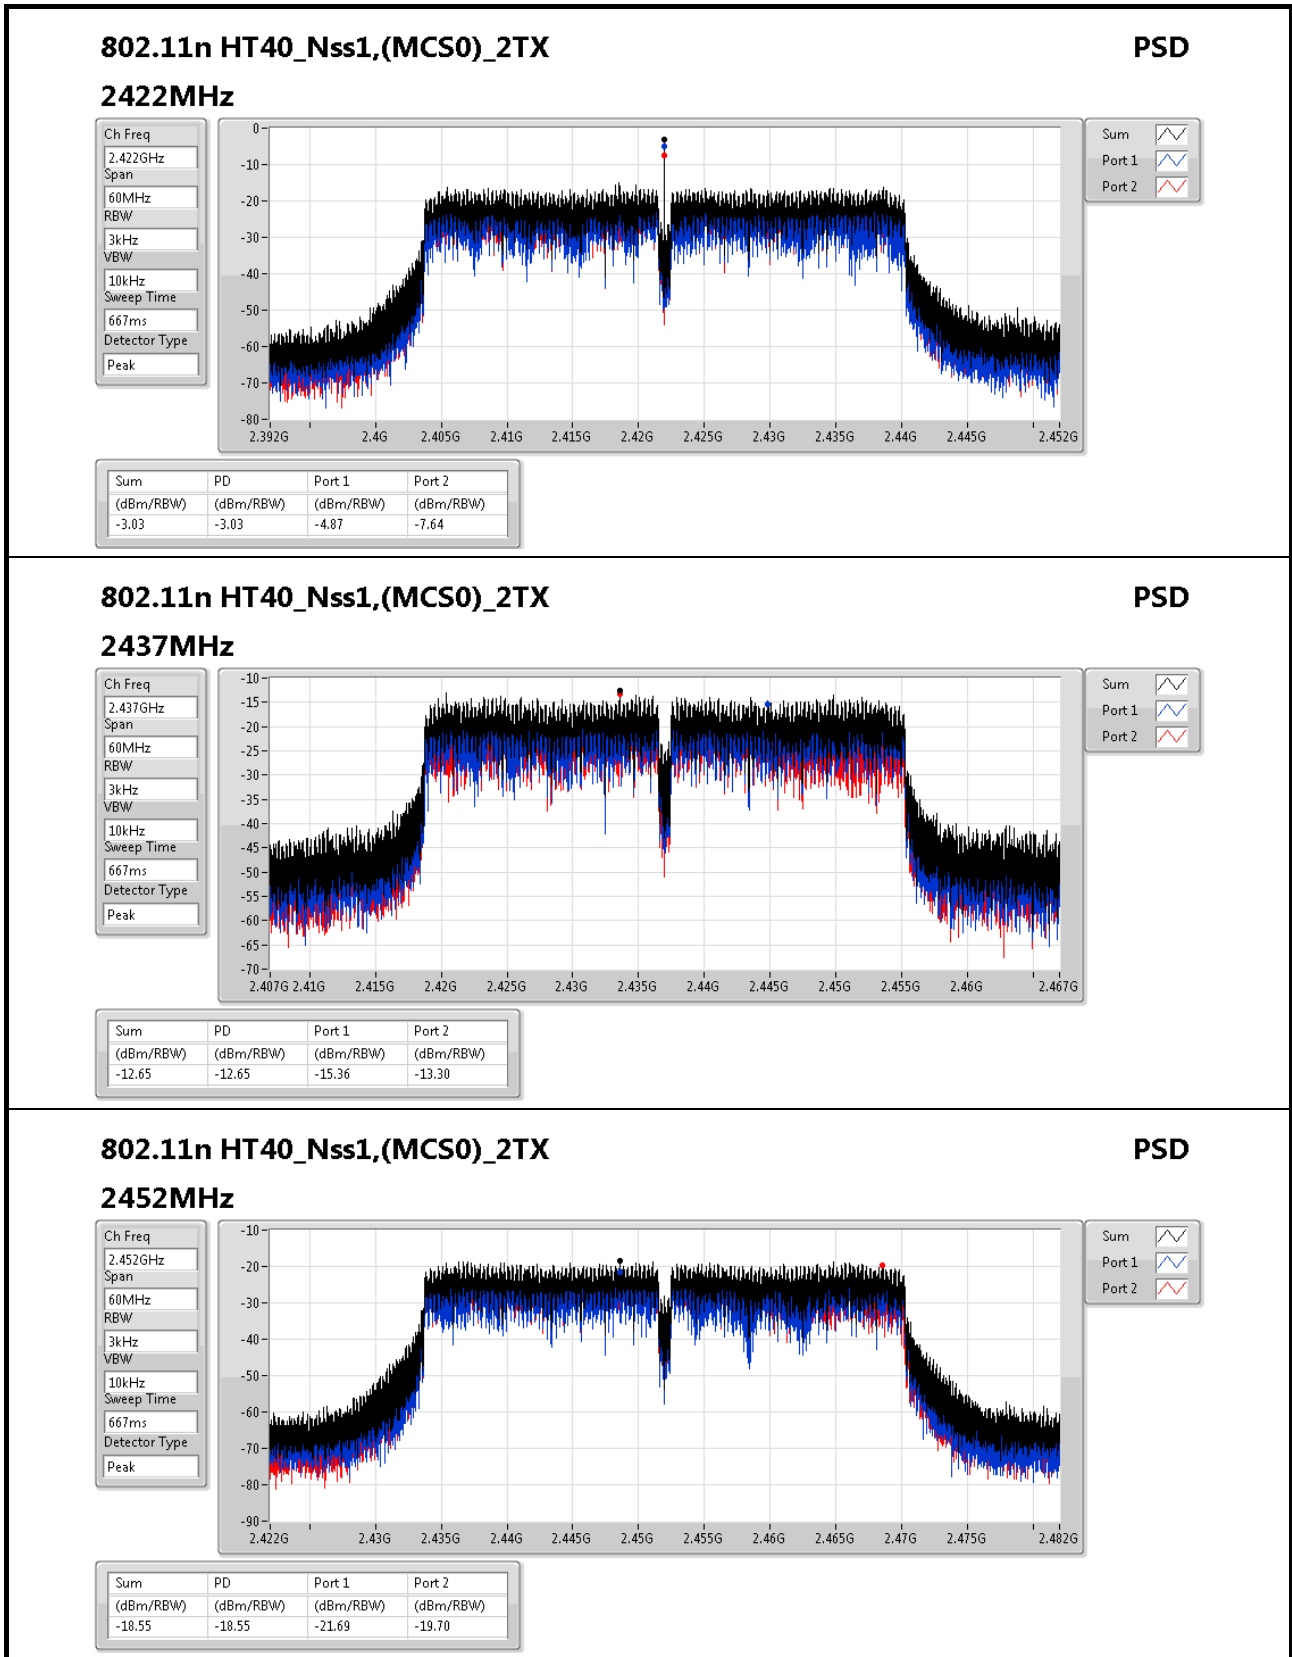 802.11n HT40_Nss1,(MCS0)_2TX PSD
2422MHz
Ch Freq
2.422GHz
Span
60MHz
RBW
3kHz
VBW
10kHz
Sweep Time
667ms
Detector Type
Peak
0
-10
-20
-30
-40
-50
-60
-70
-80
2.392G 2.4G 2.405G 2.41G 2.415G 2.42G 2.425G 2.43G 2.435G 2.44G 2.445G 2.452G
Sum
Port 1
Port 2
Sum PD Port 1 Port 2
(dBm/RBW) (dBm/RBW) (dBm/RBW) (dBm/RBW)
-3.03 -3.03 -4.87 -7.64
802.11n HT40_Nss1,(MCS0)_2TX PSD
2437MHz
Ch Freq
2.437GHz
Span
60MHz
RBW
3kHz
VBW
10kHz
Sweep Time
667ms
Detector Type
Peak
-10
-15
-20
-25
-30
-35
-40
-45
-50
-55
-60
-65
-70
2.407G 2.41G 2.415G 2.42G 2.425G 2.43G 2.435G 2.44G 2.445G 2.45G 2.455G 2.46G 2.467G
Sum
Port 1
Port 2
Sum PD Port 1 Port 2
(dBm/RBW) (dBm/RBW) (dBm/RBW) (dBm/RBW)
-12.65 -12.65 -15.36 -13.30
802.11n HT40_Nss1,(MCS0)_2TX PSD
2452MHz
Ch Freq
2.452GHz
Span
60MHz
RBW
3kHz
VBW
10kHz
Sweep Time
667ms
Detector Type
Peak
-10
-20
-30
-40
-50
-60
-70
-80
-90
2.422G 2.43G 2.435G 2.44G 2.445G 2.45G 2.455G 2.46G 2.465G 2.47G 2.475G 2.482G
Sum
Port 1
Port 2
Sum PD Port 1 Port 2
(dBm/RBW) (dBm/RBW) (dBm/RBW) (dBm/RBW)
-18.55 -18.55 -21.69 -19.70